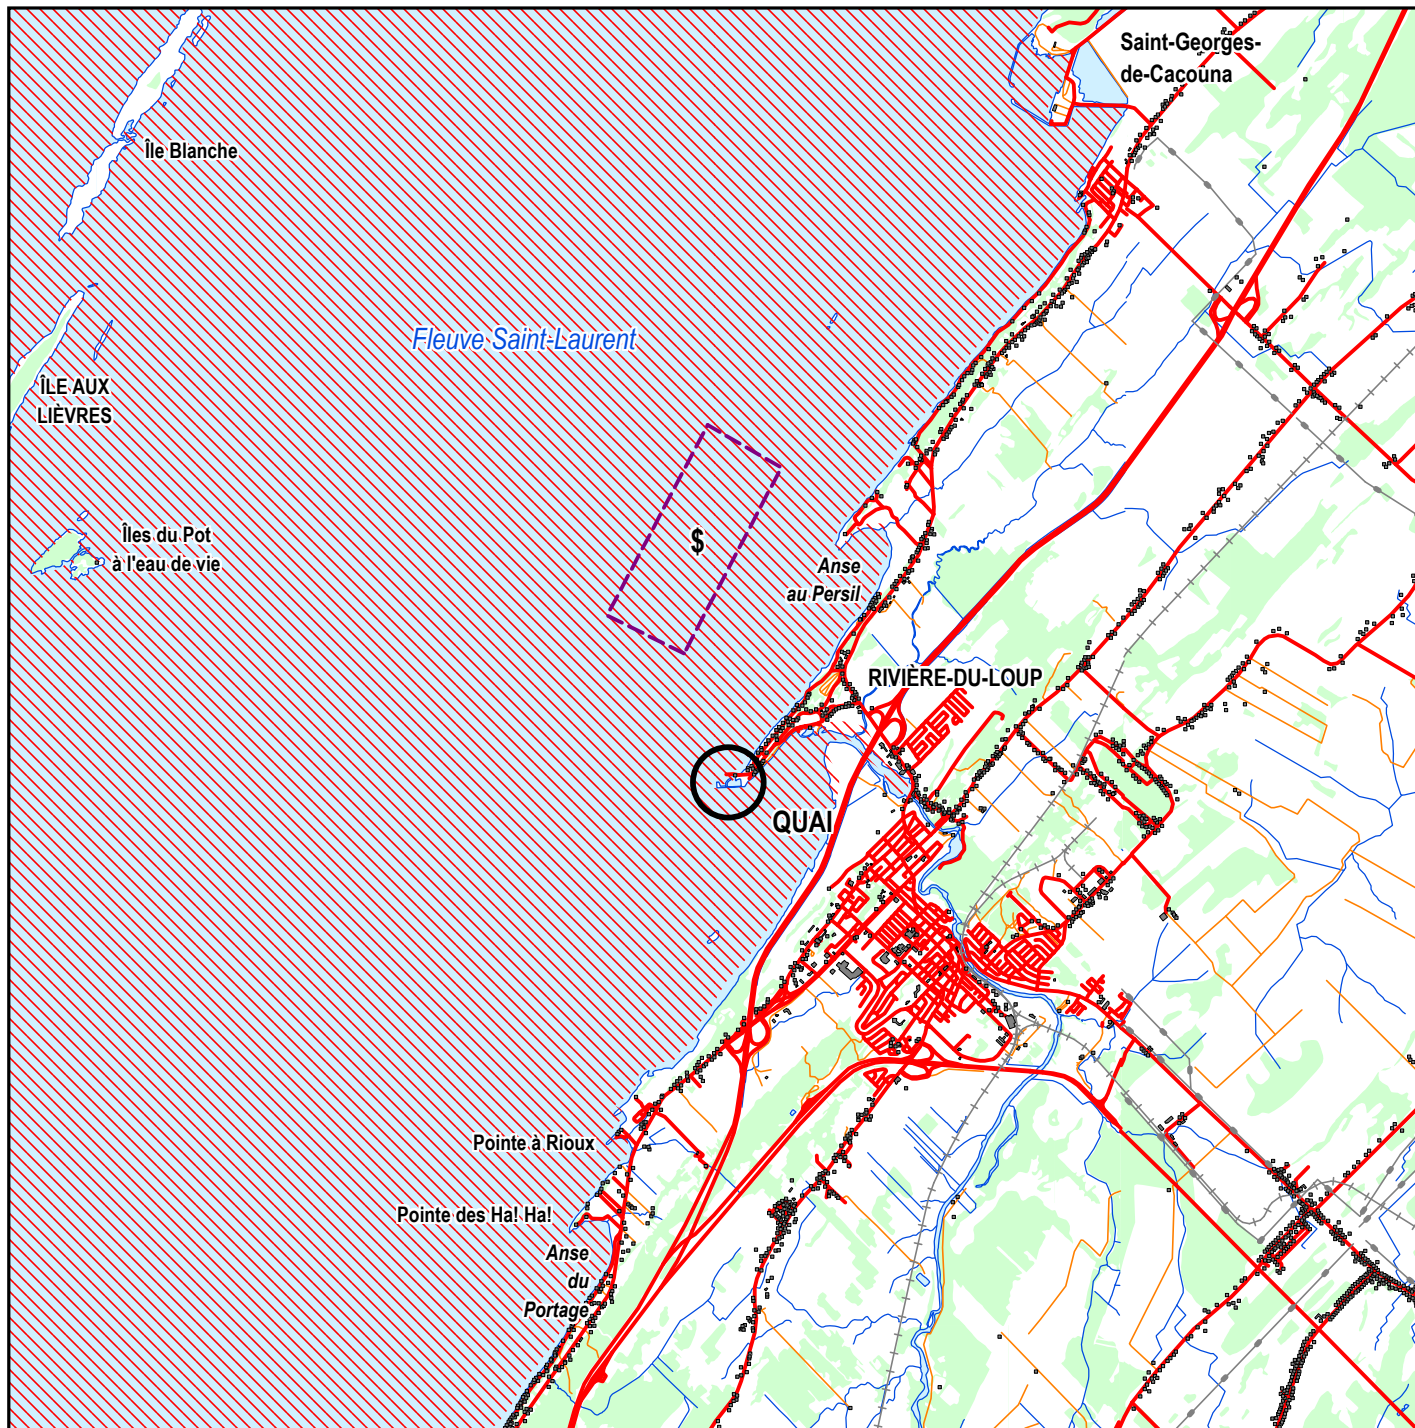 Saint-Georges-
de-Cacouna
Île Blanche
Fleuve Saint-Laurent
ÎLE AUX
LIÈVRES
Îles du Pot
à l'eau de vie
$
Anse
au Persil
RIVIÈRE-DU-LOUP
QUAI
Pointe à Rioux
Pointe des Ha! Ha!
Anse
du
Portage